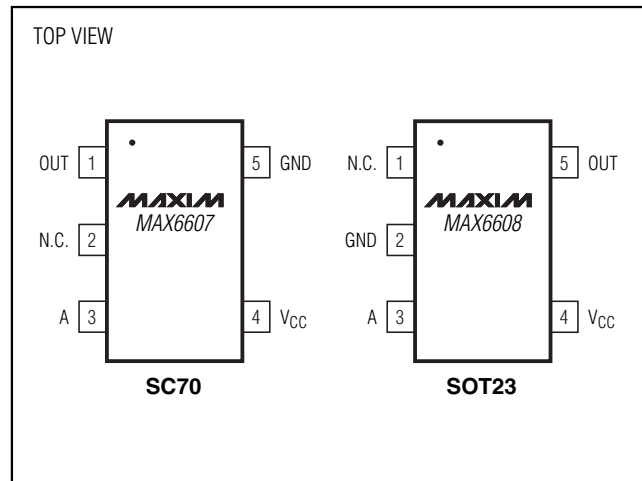 TOP VIEW
OUT 1
5 GND
MAXIM
MAX6607
N.C. 2
A 3
4 VCC
SC70
N.C. 1
5 OUT
MAXIM
MAX6608
GND 2
A 3
4 VCC
SOT23